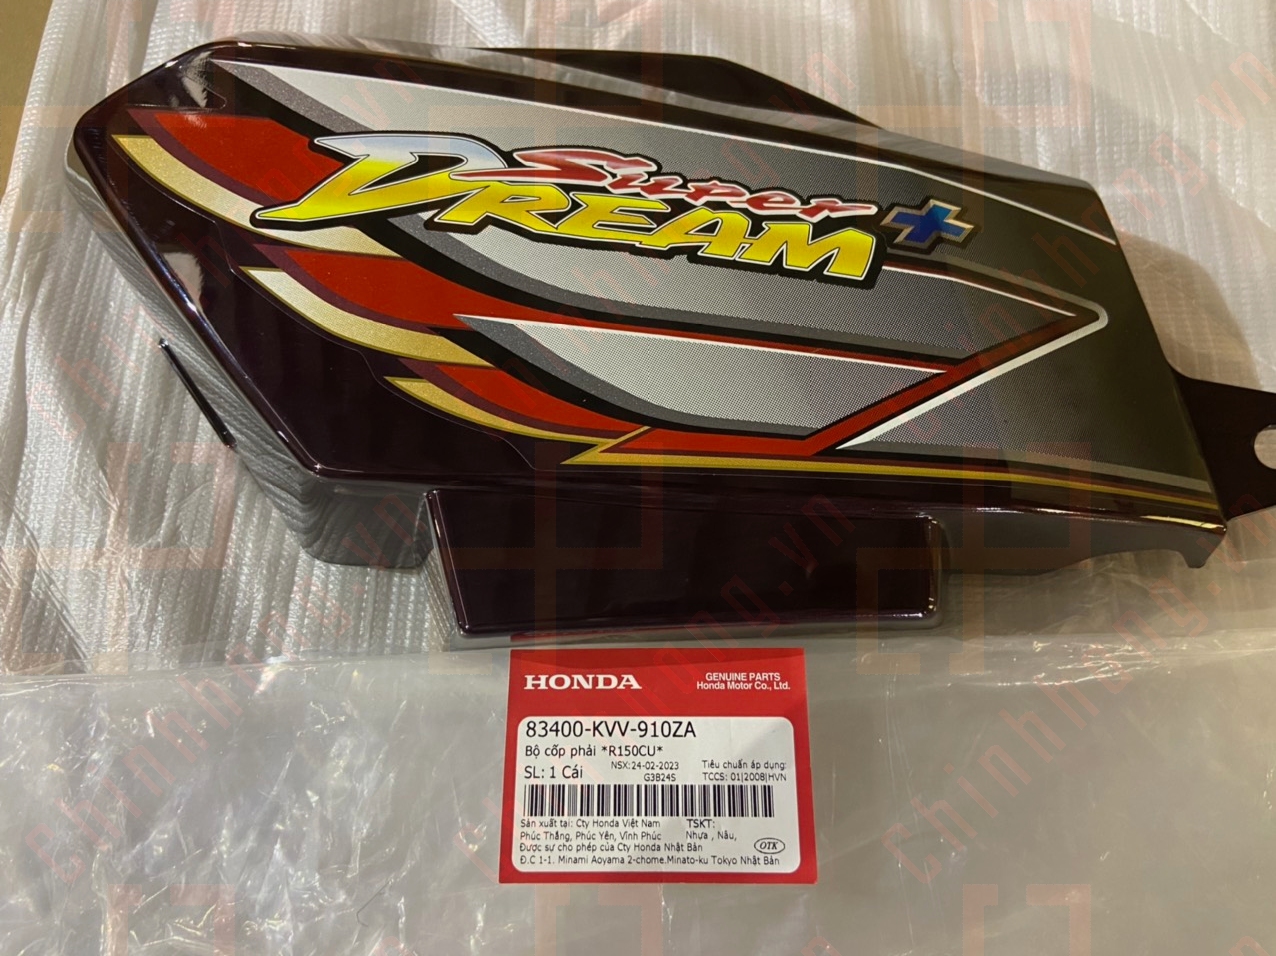 Super
DREAM+
HONDA
GENUINE PARTS
Honda Motor Co., Ltd.
83400-KVV-910ZA
Bộ cốp phải *R150CU*
SL: 1 Cái
NSX:24-02-2023
G3B24S
Tiêu chuẩn áp dụng:
TCCS: 01|2008|HVN
Sản xuất tại: Cty Honda Việt Nam
Phúc Thắng, Phúc Yên, Vĩnh Phúc
TSKT:
Nhựa , Nâu,
Được sự cho phép của Cty Honda Nhật Bản
Đ.C 1-1. Minami Aoyama 2-chome.Minato-ku Tokyo Nhật Bản
OTK
chinhhang.vn